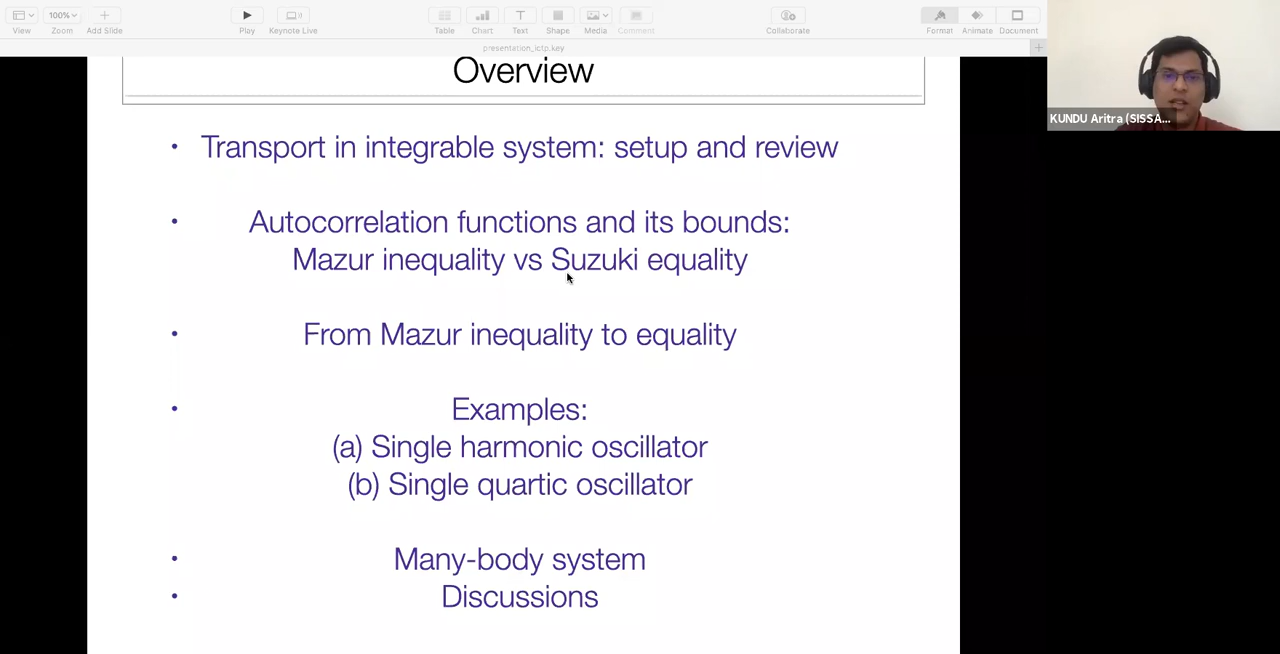 View
Zoom
Add Slide
100%
Play
Keynote Live
Table
Chart
Text
Shape
Media
Comment
Collaborate
Format
Animate
Document
presentation_ictp.key
KUNDU Aritra (SISSA...
Overview
• Transport in integrable system: setup and review
• Autocorrelation functions and its bounds:
Mazur inequality vs Suzuki equality
• From Mazur inequality to equality
• Examples:
(a) Single harmonic oscillator
(b) Single quartic oscillator
• Many-body system
• Discussions